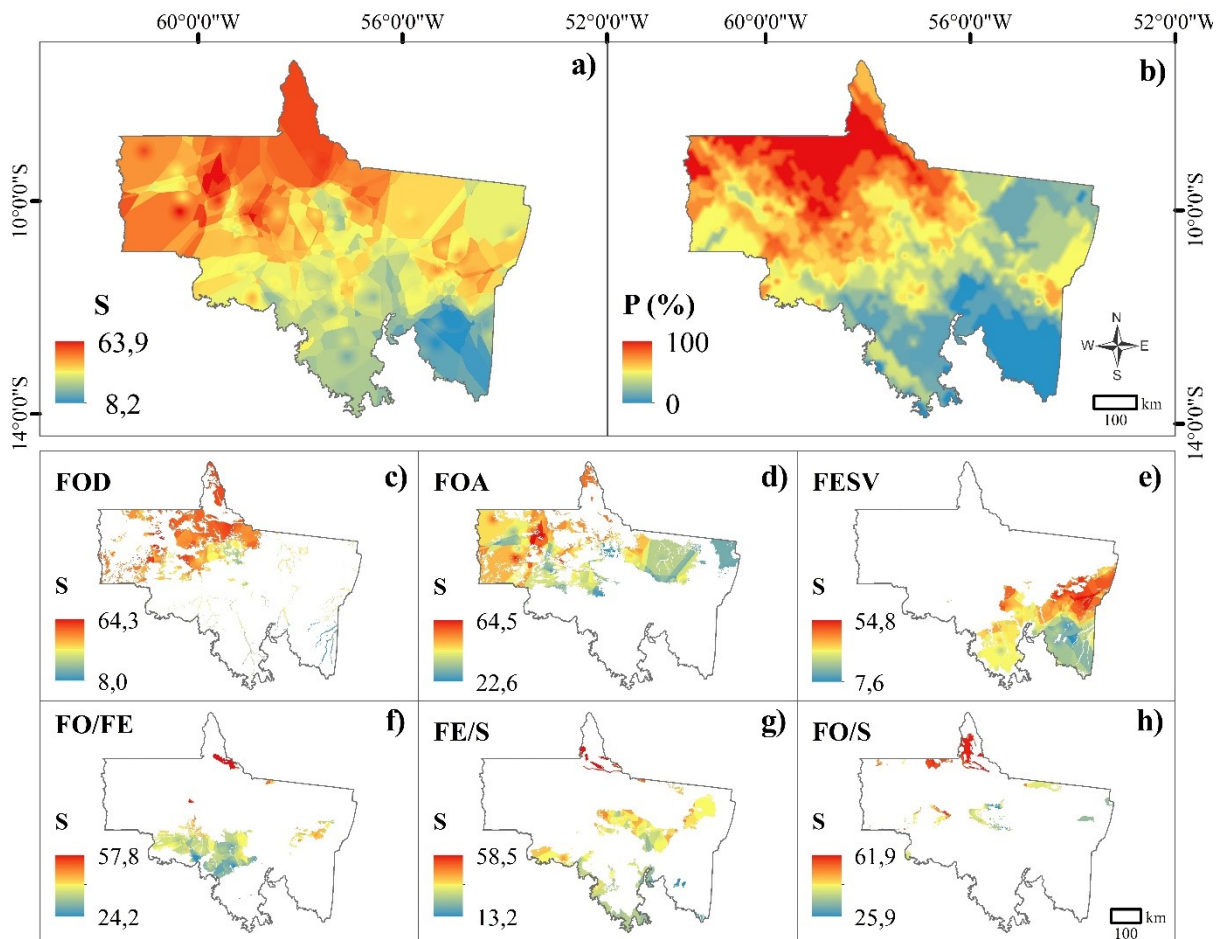 60°0'0"W 56°0'0"W 52°0'0"W 60°0'0"W 56°0'0"W 52°0'0"W
a)
b)
10°0'0"S
10°0'0"S
S
63,9
8,2
P (%)
100
0
N
W E
S
km
100
14°0'0"S
14°0'0"S
FOD
c)
S
64,3
8,0
FOA
d)
S
64,5
22,6
FESV
e)
S
54,8
7,6
FO/FE
f)
S
57,8
24,2
FE/S
g)
S
58,5
13,2
FO/S
h)
S
61,9
25,9
km
100